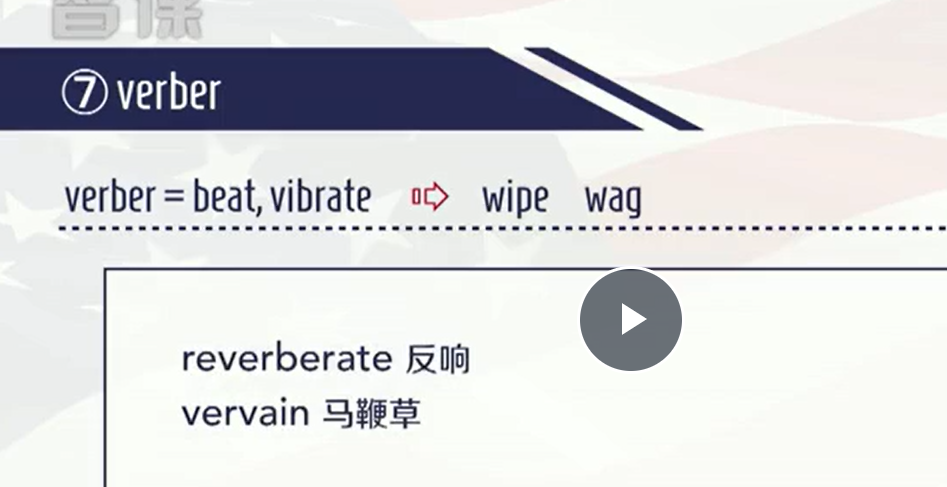 ⑦ verber
verber = beat, vibrate ⇨ wipe wag
reverberate 反响
vervain 马鞭草